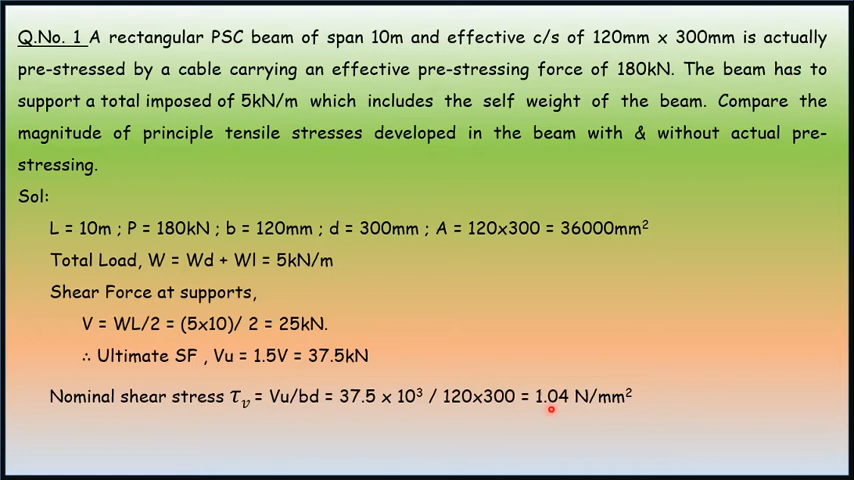 Q.No. 1 A rectangular PSC beam of span 10m and effective c/s of 120mm x 300mm is actually
pre-stressed by a cable carrying an effective pre-stressing force of 180kN. The beam has to
support a total imposed of 5kN/m which includes the self weight of the beam. Compare the
magnitude of principle tensile stresses developed in the beam with & without actual pre-
stressing.
Sol:
L = 10m ; P = 180kN ; b = 120mm ; d = 300mm ; A = 120x300 = 36000mm²
Total Load, W = Wd + Wl = 5kN/m
Shear Force at supports,
V = WL/2 = (5x10)/ 2 = 25kN.
∴ Ultimate SF , Vu = 1.5V = 37.5kN
Nominal shear stress τᵥ = Vu/bd = 37.5 x 10³ / 120x300 = 1.04 N/mm²